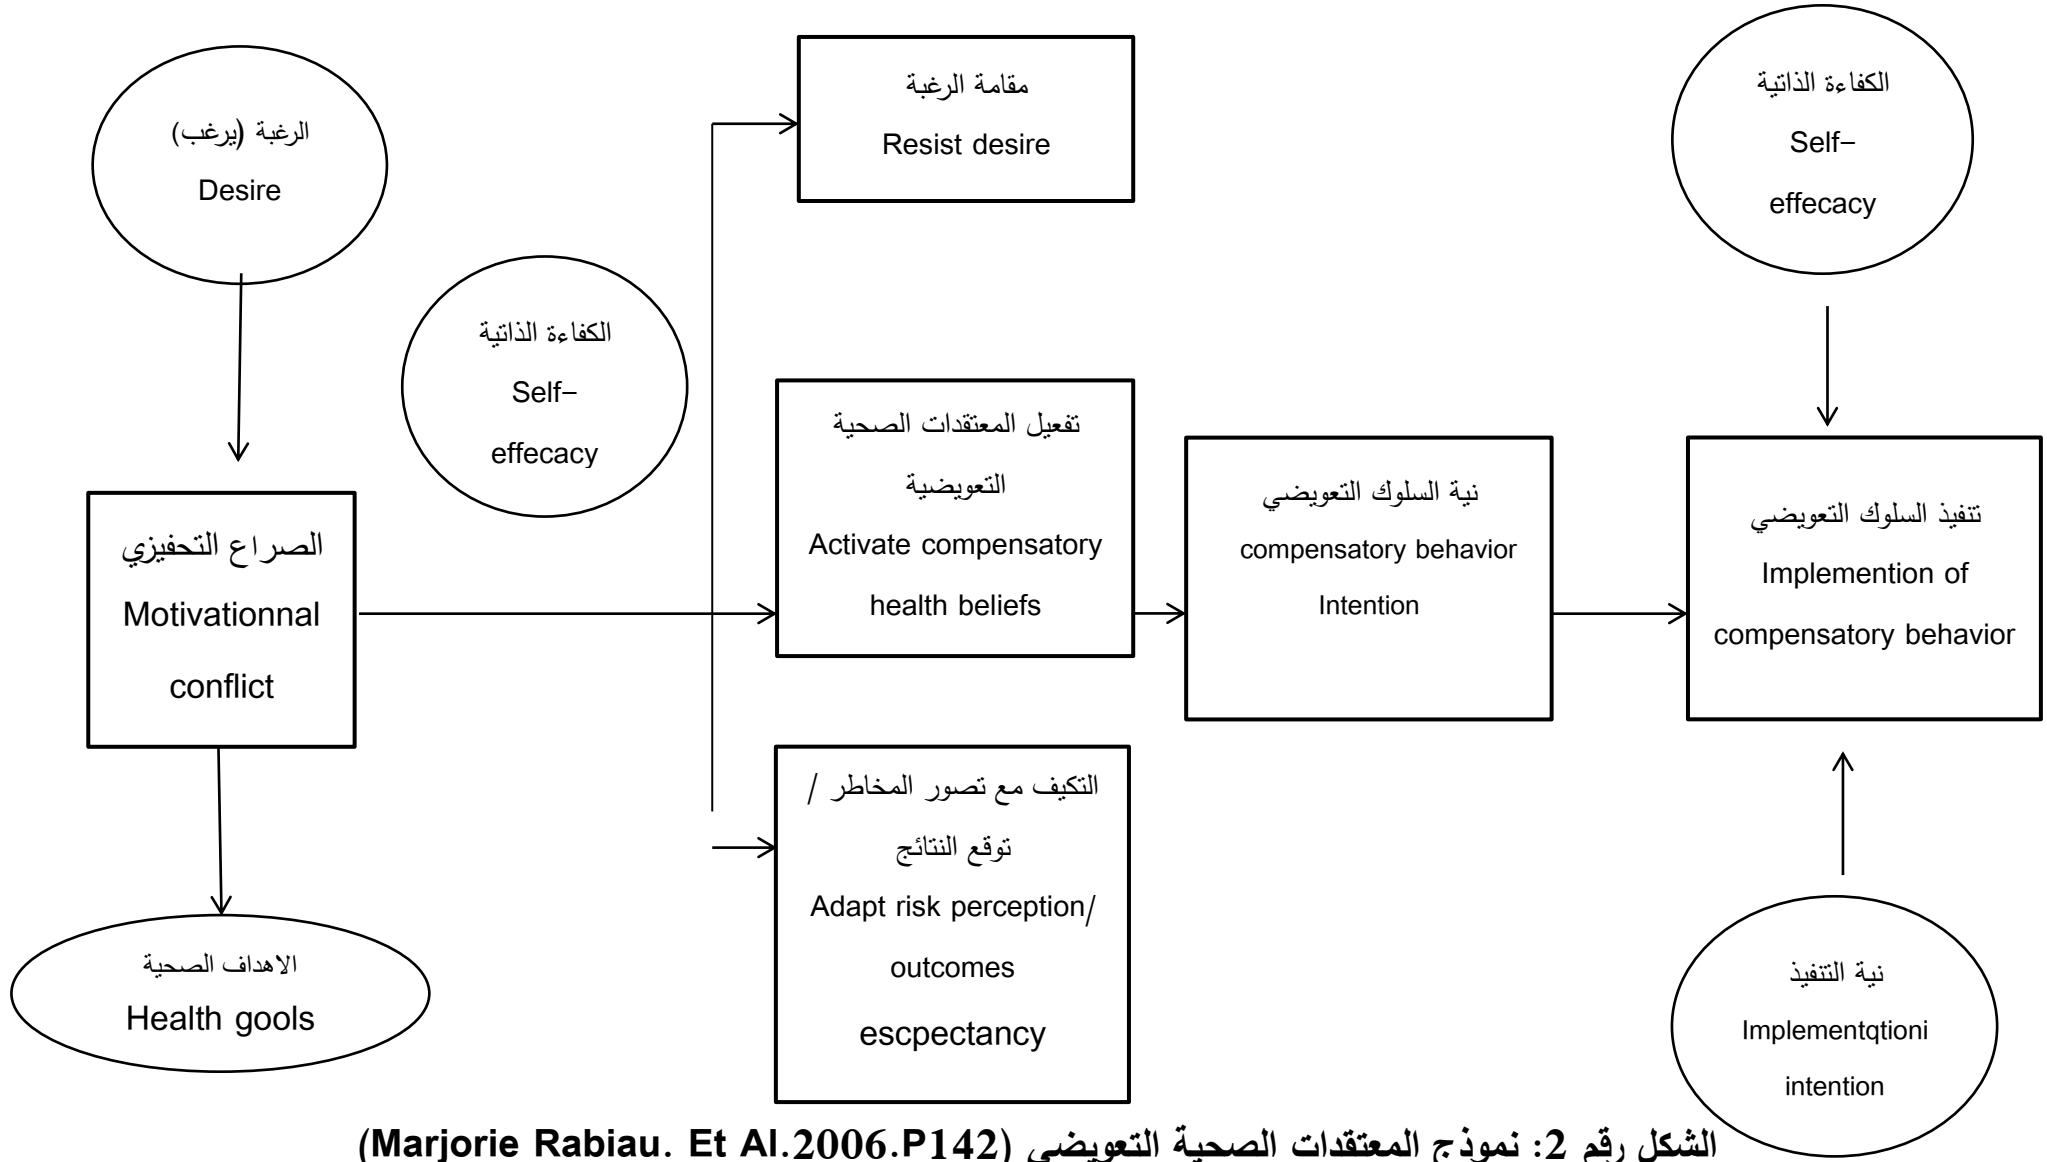 الرغبة (يرغب)
Desire
الكفاءة الذاتية
Self–
effecacy
الصراع التحفيزي
Motivationnal
conflict
الاهداف الصحية
Health gools
مقامة الرغبة
Resist desire
تفعيل المعتقدات الصحية
التعويضية
Activate compensatory
health beliefs
التكيف مع تصور المخاطر /
توقع النتائج
Adapt risk perception/
outcomes
escpectancy
نية السلوك التعويضي
compensatory behavior
Intention
الكفاءة الذاتية
Self–
effecacy
تنفيذ السلوك التعويضي
Implemention of
compensatory behavior
نية التنفيذ
Implementqtioni
intention
الشكل رقم 2: نموذج المعتقدات الصحية التعويضي (Marjorie Rabiau. Et Al.2006.P142)